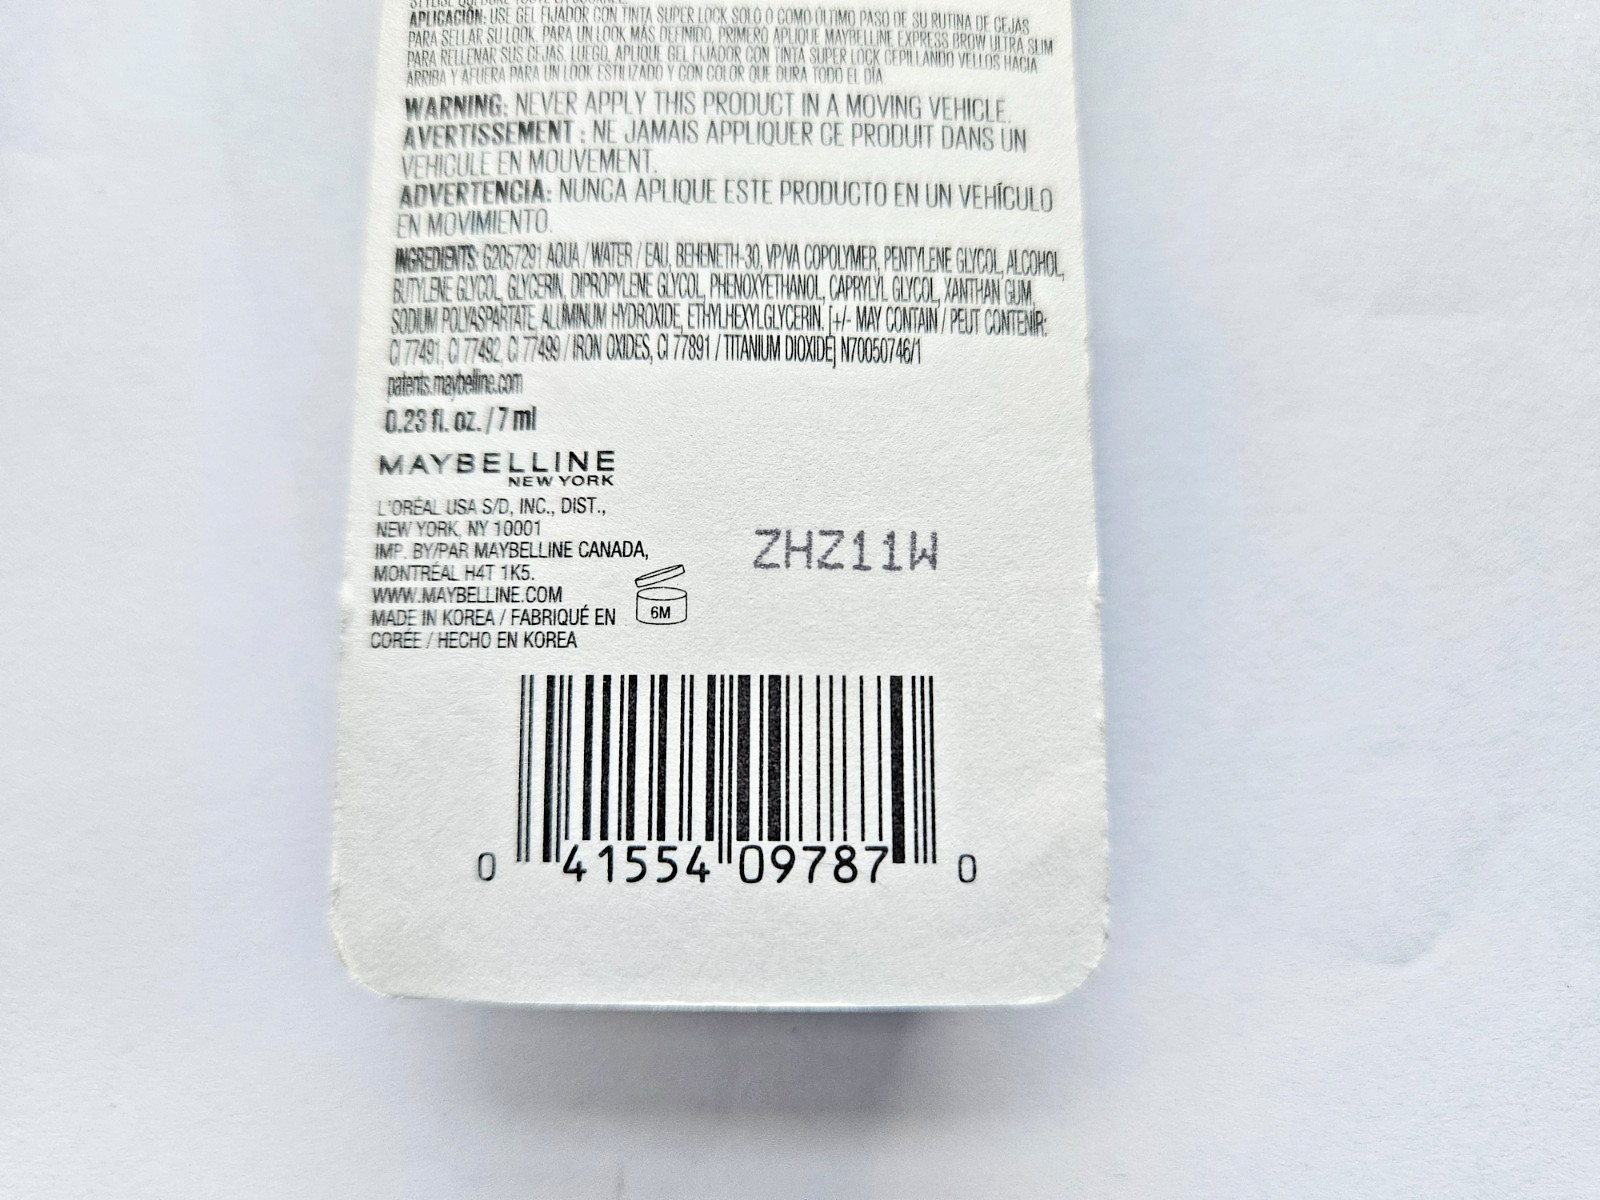 APLICACIÓN: USE GEL FIJADOR CON TINTA SUPER LOCK SOLO O COMO ÚLTIMO PASO DE SU RUTINA DE CEJAS
PARA SELLAR SU LOOK. PARA UN LOOK MÁS DEFINIDO, PRIMERO APLIQUE MAYBELLINE EXPRESS BROW ULTRA SLIM
PARA RELLENAR SUS CEJAS. LUEGO, APLIQUE GEL FIJADOR CON TINTA SUPER LOCK CEPILLANDO VELLOS HACIA
ARRIBA Y AFUERA PARA UN LOOK ESTILIZADO Y CON COLOR QUE DURA TODO EL DÍA.
WARNING: NEVER APPLY THIS PRODUCT IN A MOVING VEHICLE.
AVERTISSEMENT : NE JAMAIS APPLIQUER CE PRODUIT DANS UN
VEHICULE EN MOUVEMENT.
ADVERTENCIA: NUNCA APLIQUE ESTE PRODUCTO EN UN VEHÍCULO
EN MOVIMIENTO.
INGREDIENTS: G2057291 AQUA / WATER / EAU, BEHENETH-30, VP/VA COPOLYMER, PENTYLENE GLYCOL, ALCOHOL,
BUTYLENE GLYCOL, GLYCERIN, DIPROPYLENE GLYCOL, PHENOXYETHANOL, CAPRYLYL GLYCOL, XANTHAN GUM,
SODIUM POLYASPARTATE, ALUMINUM HYDROXIDE, ETHYLHEXYLGLYCERIN. [+/- MAY CONTAIN / PEUT CONTENIR:
CI 77491, CI 77492, CI 77499 / IRON OXIDES, CI 77891 / TITANIUM DIOXIDE] N70050746/1
patents.maybelline.com
0.23 fl. oz. / 7 ml
MAYBELLINE
NEW YORK
L'ORÉAL USA S/D, INC., DIST.,
NEW YORK, NY 10001
IMP. BY/PAR MAYBELLINE CANADA,
MONTRÉAL H4T 1K5.
WWW.MAYBELLINE.COM
MADE IN KOREA / FABRIQUÉ EN
CORÉE / HECHO EN KOREA
6M
ZHZ11W
0 41554 09787 0